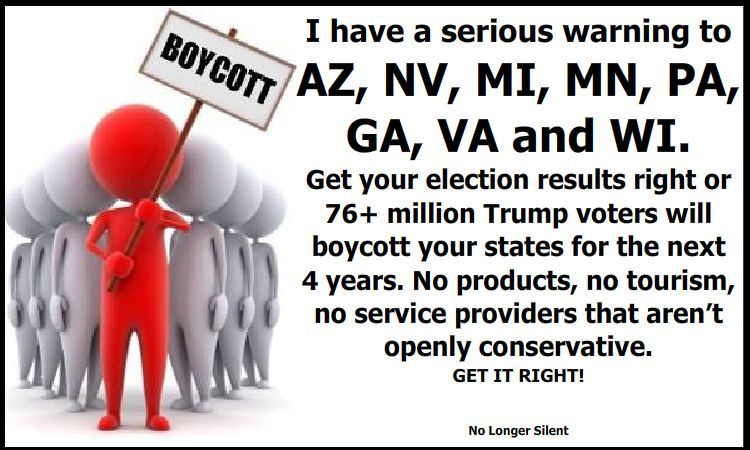 BOYCOTT
I have a serious warning to
AZ, NV, MI, MN, PA,
GA, VA and WI.
Get your election results right or
76+ million Trump voters will
boycott your states for the next
4 years. No products, no tourism,
no service providers that aren't
openly conservative.
GET IT RIGHT!
No Longer Silent